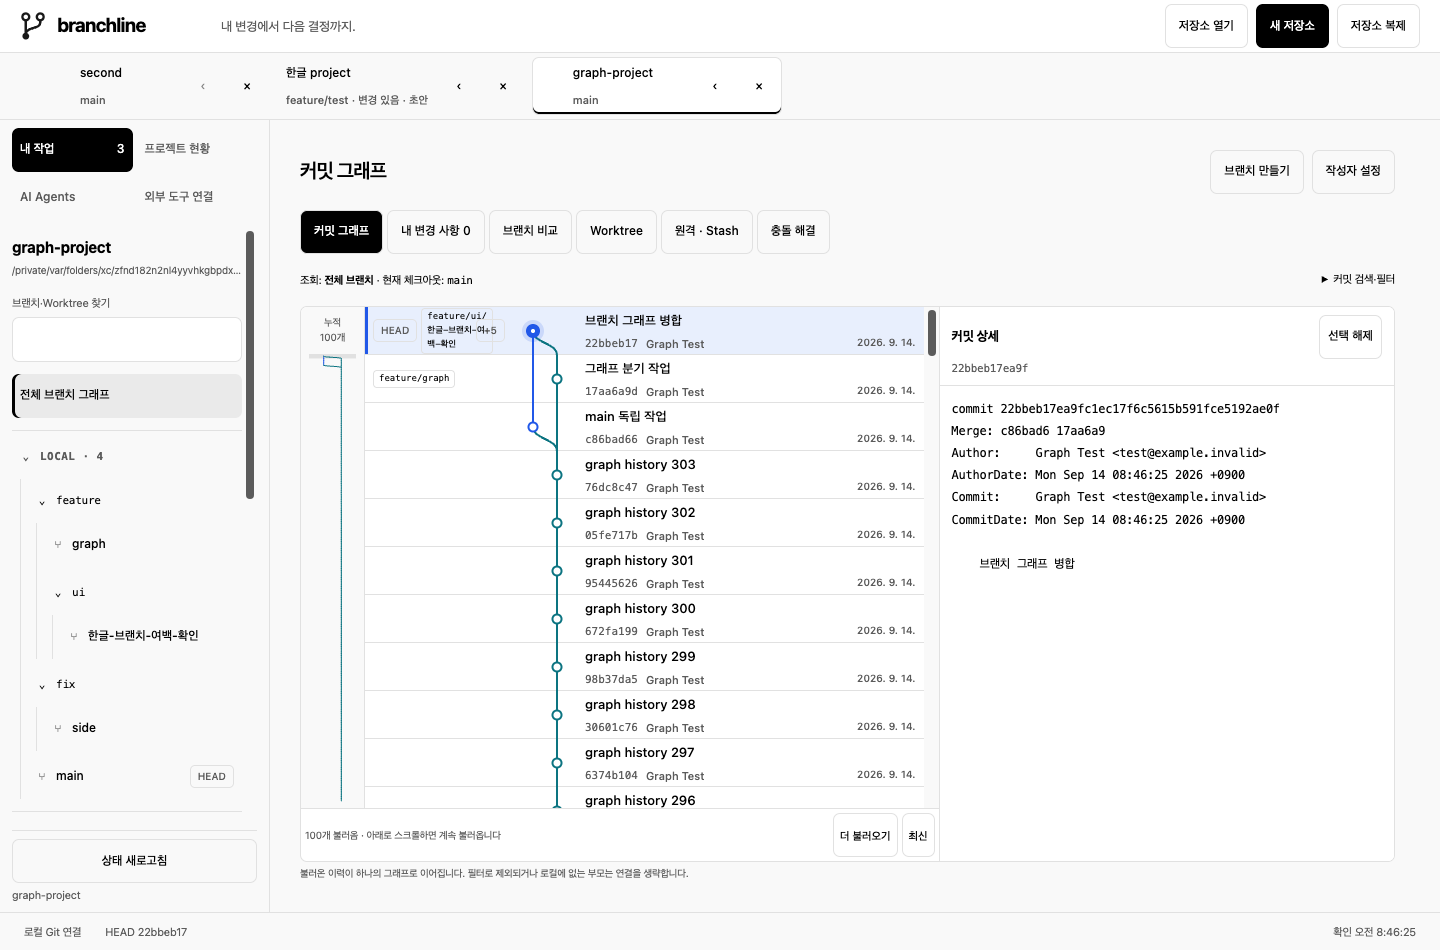 branchline
내 변경에서 다음 결정까지.
저장소 열기
새 저장소
저장소 복제
second
main
‹
×
한글 project
feature/test · 변경 있음 · 초안
‹
×
graph-project
main
‹
×
내 작업 3
프로젝트 현황
AI Agents
외부 도구 연결
graph-project
/private/var/folders/xc/zfnd182n2nl4yyvhkgbpdx...
브랜치·Worktree 찾기
전체 브랜치 그래프
LOCAL · 4
feature
graph
ui
한글-브랜치-여백-확인
fix
side
main HEAD
상태 새로고침
graph-project
커밋 그래프
브랜치 만들기
작성자 설정
커밋 그래프
내 변경 사항 0
브랜치 비교
Worktree
원격 · Stash
충돌 해결
조회: 전체 브랜치 · 현재 체크아웃: main
▶ 커밋 검색·필터
누적
100개
HEAD
feature/ui/
한글-브랜치-여
백-확인
+5
브랜치 그래프 병합
22bbeb17 Graph Test 2026. 9. 14.
feature/graph
그래프 분기 작업
17aa6a9d Graph Test 2026. 9. 14.
main 독립 작업
c86bad66 Graph Test 2026. 9. 14.
graph history 303
76dc8c47 Graph Test 2026. 9. 14.
graph history 302
05fe717b Graph Test 2026. 9. 14.
graph history 301
95445626 Graph Test 2026. 9. 14.
graph history 300
672fa199 Graph Test 2026. 9. 14.
graph history 299
98b37da5 Graph Test 2026. 9. 14.
graph history 298
30601c76 Graph Test 2026. 9. 14.
graph history 297
6374b104 Graph Test 2026. 9. 14.
graph history 296
100개 불러옴 · 아래로 스크롤하면 계속 불러옵니다
더 불러오기
최신
커밋 상세
선택 해제
22bbeb17ea9f
commit 22bbeb17ea9fc1ec17f6c5615b591fce5192ae0f
Merge: c86bad6 17aa6a9
Author: Graph Test <test@example.invalid>
AuthorDate: Mon Sep 14 08:46:25 2026 +0900
Commit: Graph Test <test@example.invalid>
CommitDate: Mon Sep 14 08:46:25 2026 +0900
브랜치 그래프 병합
불러온 이력이 하나의 그래프로 이어집니다. 필터로 제외되거나 로컬에 없는 부모는 연결을 생략합니다.
로컬 Git 연결
HEAD 22bbeb17
확인 오전 8:46:25